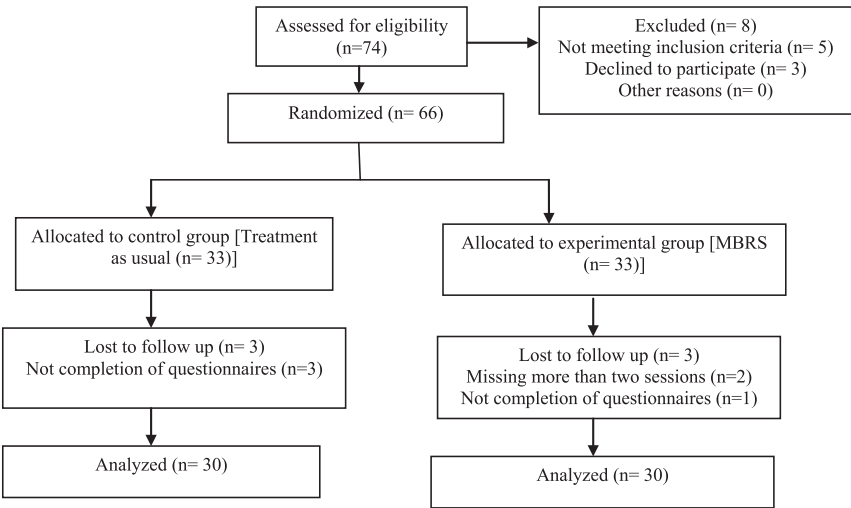 Assessed for eligibility
(n=74)
Excluded (n= 8)
Not meeting inclusion criteria (n= 5)
Declined to participate (n= 3)
Other reasons (n= 0)
Randomized (n= 66)
Allocated to control group [Treatment
as usual (n= 33)]
Allocated to experimental group [MBRS
(n= 33)]
Lost to follow up (n= 3)
Not completion of questionnaires (n=3)
Lost to follow up (n= 3)
Missing more than two sessions (n=2)
Not completion of questionnaires (n=1)
Analyzed (n= 30)
Analyzed (n= 30)